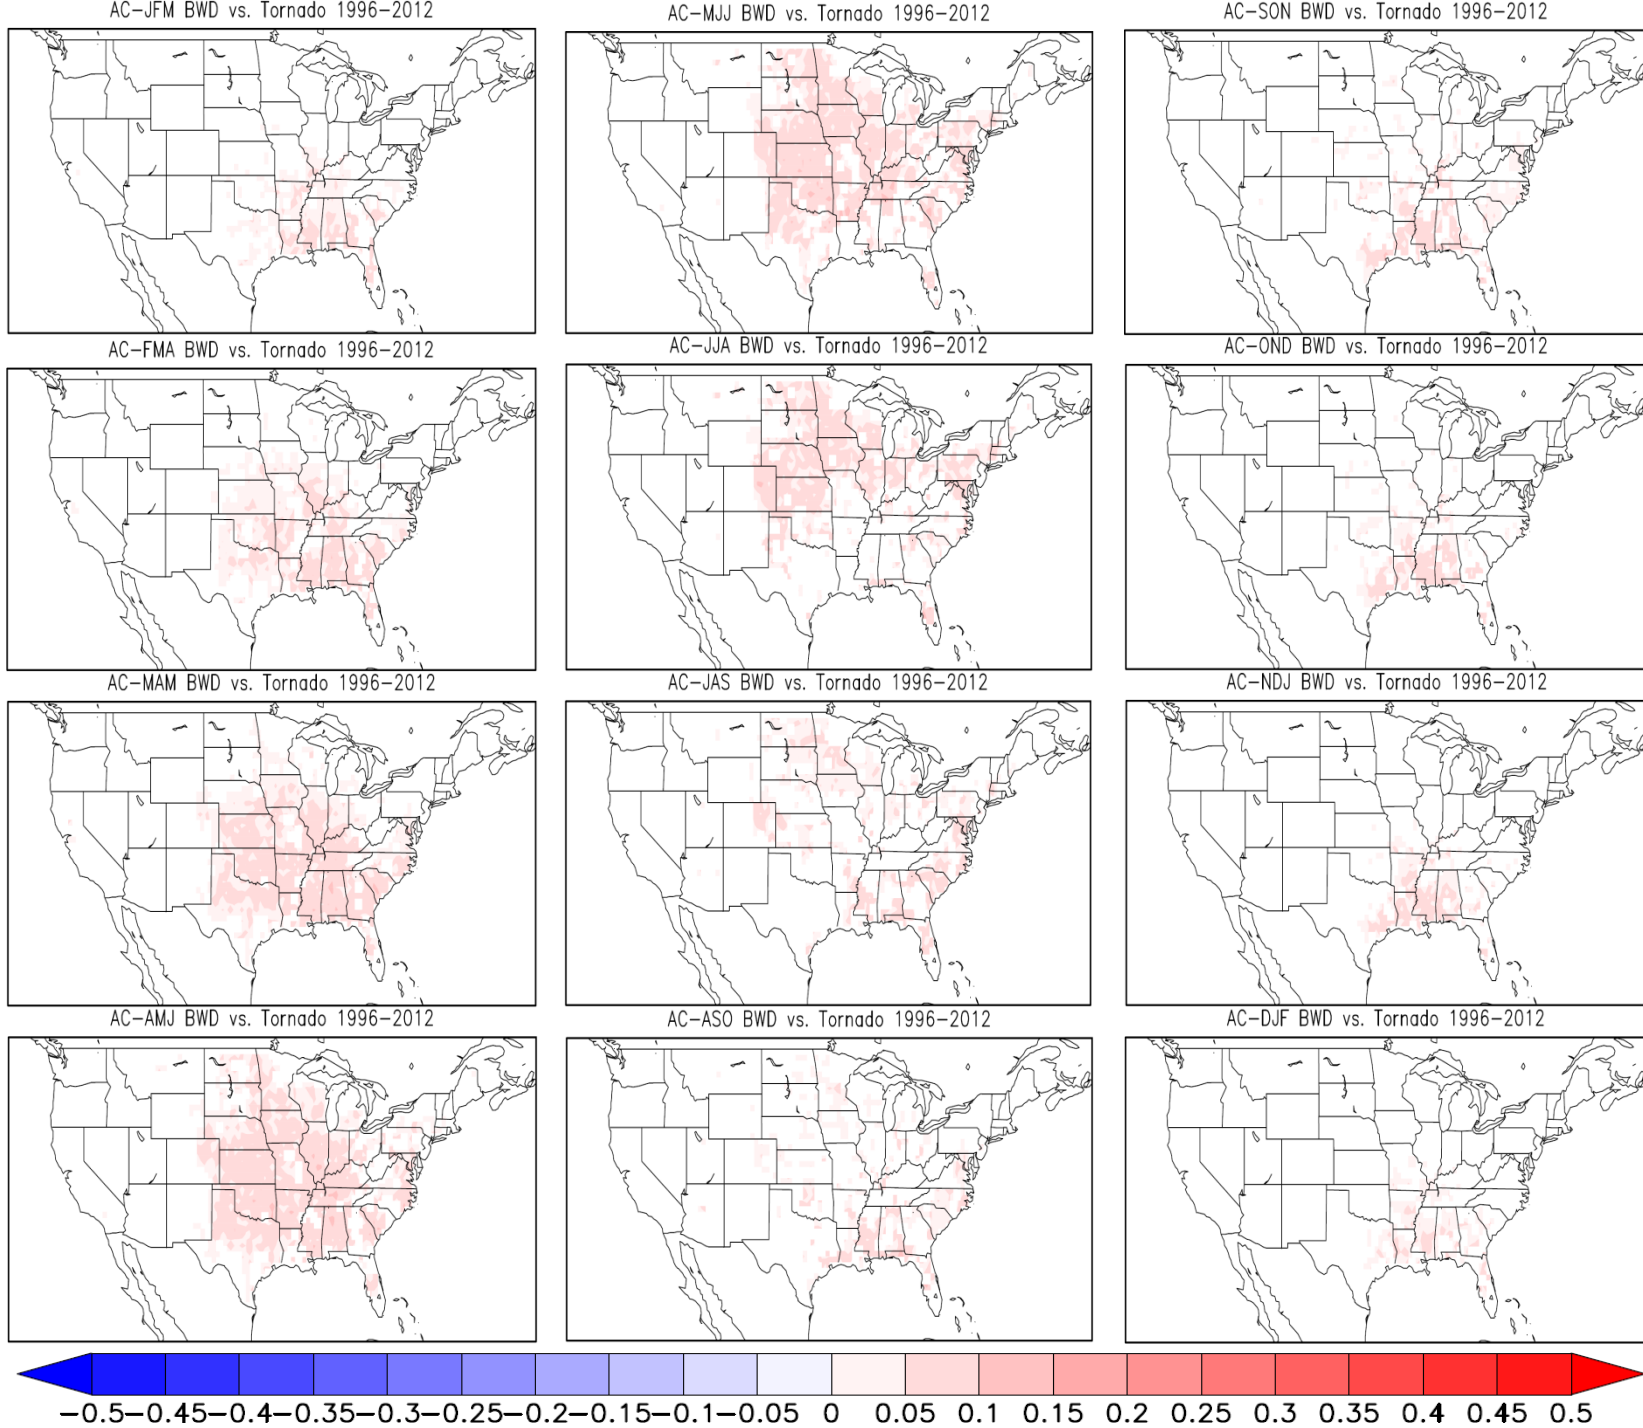 AC-JFM BWD vs. Tornado 1996-2012
AC-MJJ BWD vs. Tornado 1996-2012
AC-SON BWD vs. Tornado 1996-2012
AC-FMA BWD vs. Tornado 1996-2012
AC-JJA BWD vs. Tornado 1996-2012
AC-OND BWD vs. Tornado 1996-2012
AC-MAM BWD vs. Tornado 1996-2012
AC-JAS BWD vs. Tornado 1996-2012
AC-NDJ BWD vs. Tornado 1996-2012
AC-AMJ BWD vs. Tornado 1996-2012
AC-ASO BWD vs. Tornado 1996-2012
AC-DJF BWD vs. Tornado 1996-2012
-0.5 -0.45 -0.4 -0.35 -0.3 -0.25 -0.2 -0.15 -0.1 -0.05 0 0.05 0.1 0.15 0.2 0.25 0.3 0.35 0.4 0.45 0.5